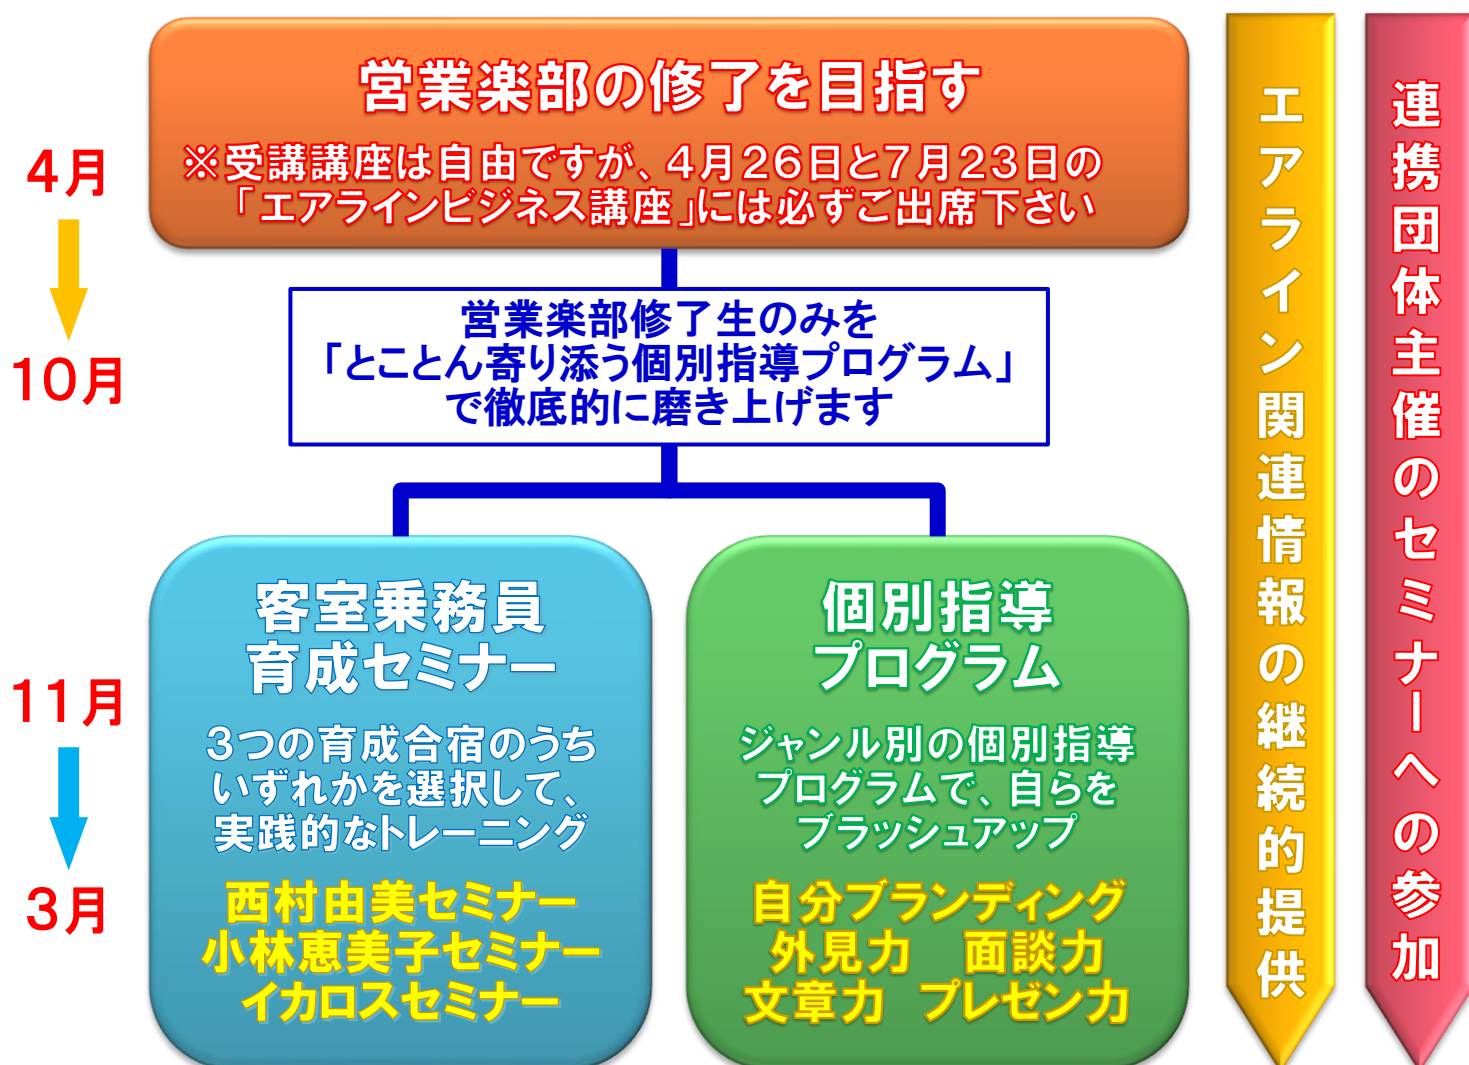 営業楽部の修了を目指す
※受講講座は自由ですが、4月26日と7月23日の
「エアラインビジネス講座」には必ずご出席下さい
4月
10月
営業楽部修了生のみを
「とことん寄り添う個別指導プログラム」
で徹底的に磨き上げます
11月
3月
客室乗務員
育成セミナー
3つの育成合宿のうち
いずれかを選択して、
実践的なトレーニング
西村由美セミナー
小林恵美子セミナー
イカロスセミナー
個別指導
プログラム
ジャンル別の個別指導
プログラムで、自らを
ブラッシュアップ
自分ブランディング
外見力　面談力
文章力　プレゼン力
エアライン関連情報の継続的提供
連携団体主催のセミナーへの参加